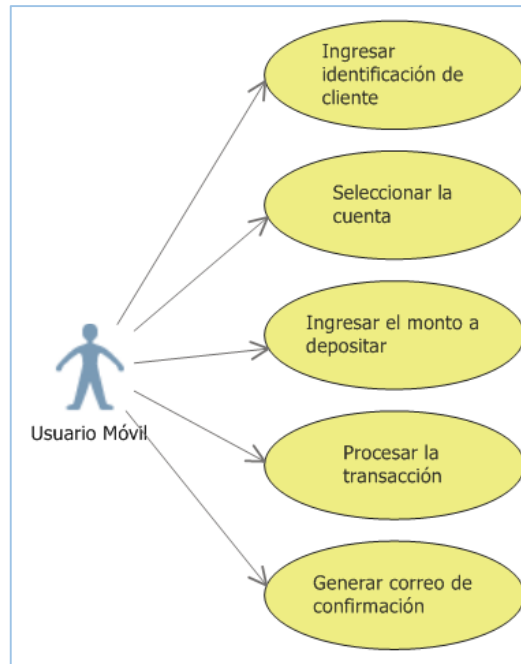 Ingresar
identificación de
cliente
Seleccionar la
cuenta
Ingresar el monto a
depositar
Usuario Móvil
Procesar la
transacción
Generar correo de
confirmación